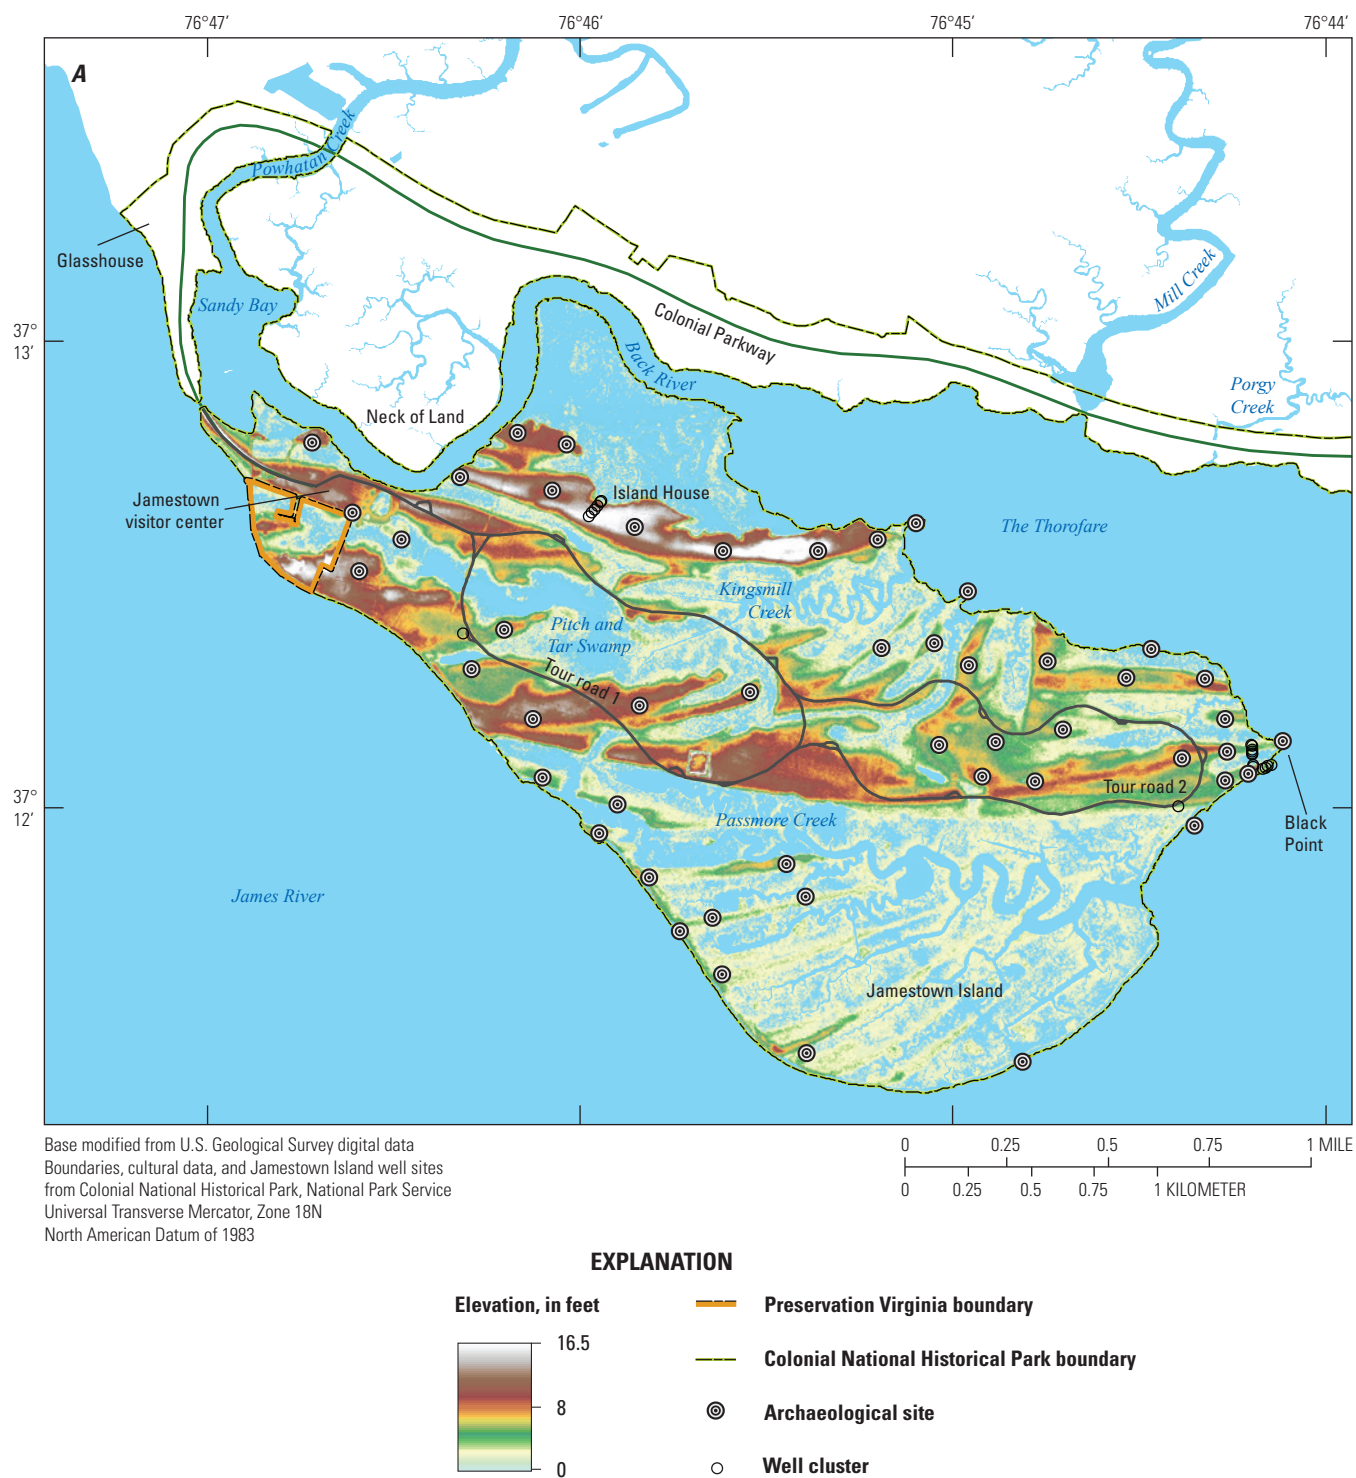 76°47′
76°46′
76°45′
76°44′
A
Powhatan Creek
Glasshouse
Sandy Bay
Mill Creek
Colonial Parkway
37°
13′
Back River
Porgy
Creek
Neck of Land
Jamestown
visitor center
Island House
The Thorofare
Kingsmill
Creek
Pitch and
Tar Swamp
Tour road 1
Tour road 2
37°
12′
Passmore Creek
Black
Point
James River
Jamestown Island
Base modified from U.S. Geological Survey digital data
Boundaries, cultural data, and Jamestown Island well sites
from Colonial National Historical Park, National Park Service
Universal Transverse Mercator, Zone 18N
North American Datum of 1983
0 0.25 0.5 0.75 1 MILE
0 0.25 0.5 0.75 1 KILOMETER
EXPLANATION
Elevation, in feet
16.5
8
0
Preservation Virginia boundary
Colonial National Historical Park boundary
Archaeological site
Well cluster